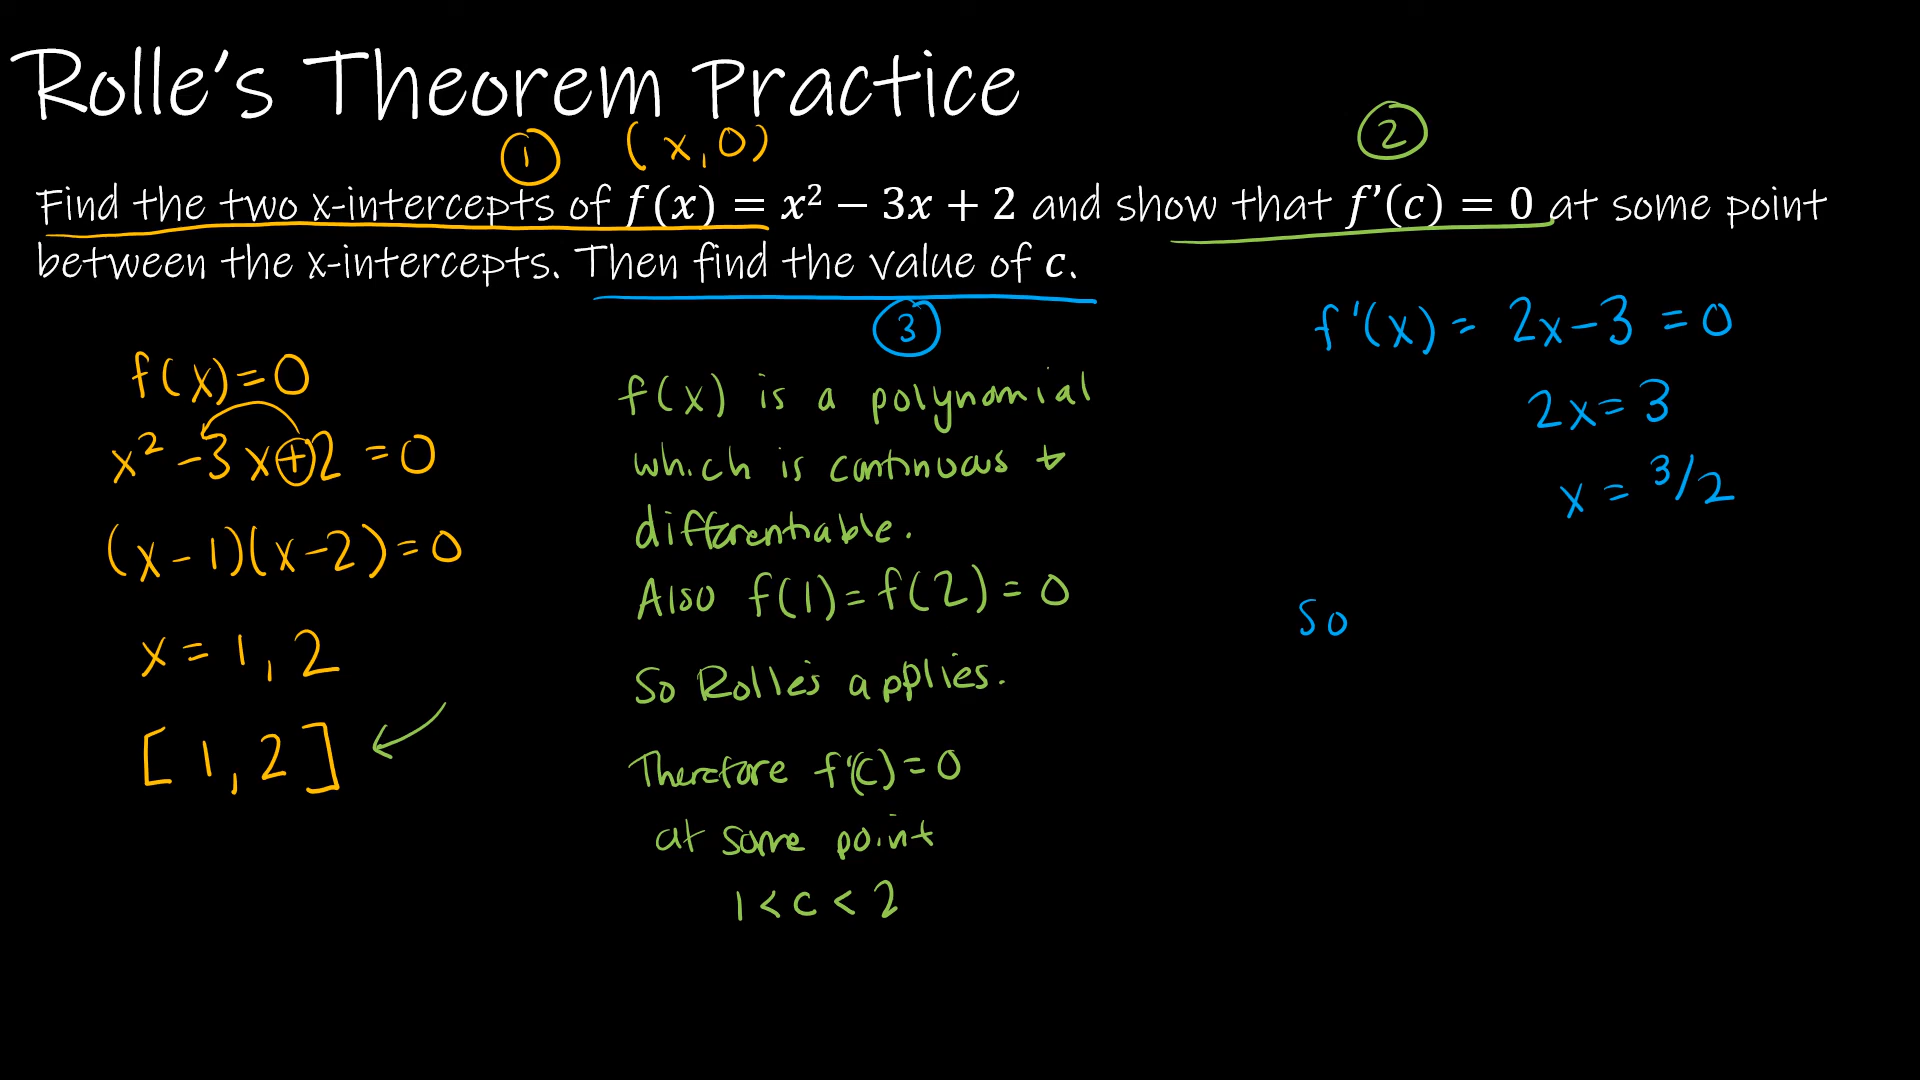 Rolle's Theorem Practice
① (x,0) ②
Find the two x-intercepts of f(x) = x² − 3x + 2 and show that f'(c) = 0 at some point
between the x-intercepts. Then find the value of c.
③
f(x)=0
x² -3x+2 =0
(x-1)(x-2)=0
x = 1, 2
[1, 2]
f(x) is a polynomial
which is continuous +
differentiable.
Also f(1)=f(2)=0
So Rolle's applies.
Therefore f'(c)=0
at some point
1<c<2
f'(x) = 2x-3 =0
2x=3
x = 3/2
So